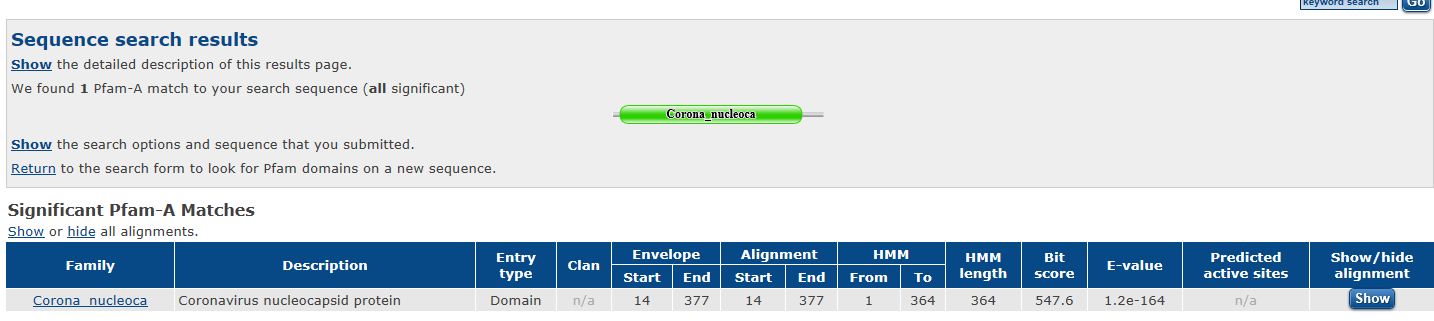 keyword search Go
Sequence search results
Show the detailed description of this results page.
We found 1 Pfam-A match to your search sequence (all significant)
Corona_nucleoca
Show the search options and sequence that you submitted.
Return to the search form to look for Pfam domains on a new sequence.
Significant Pfam-A Matches
Show or hide all alignments.
Family Description Entry type Clan Envelope Alignment HMM HMM length Bit score E-value Predicted active sites Show/hide alignment
Start End Start End From To
Corona_nucleoca Coronavirus nucleocapsid protein Domain n/a 14 377 14 377 1 364 364 547.6 1.2e-164 n/a Show